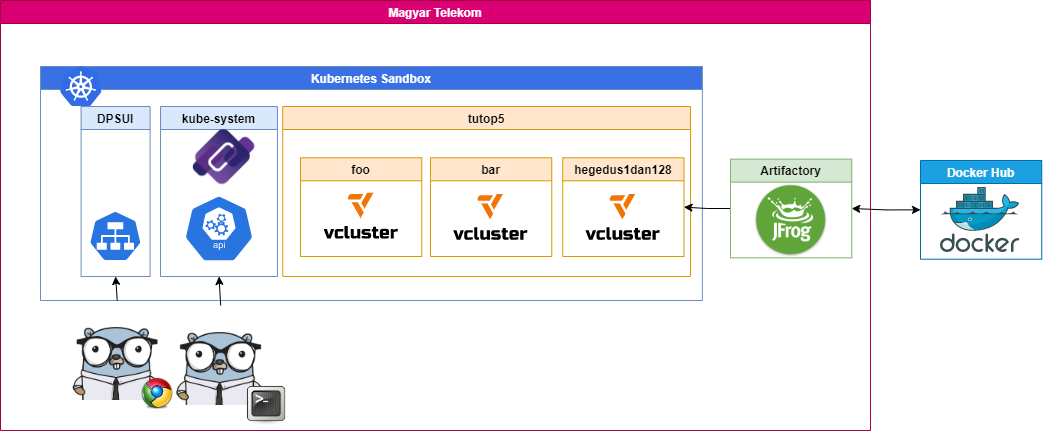 Magyar Telekom
Kubernetes Sandbox
DPSUI
kube-system
tutop5
foo
bar
hegedus1dan128
Artifactory
Docker Hub
vcluster
vcluster
vcluster
JFrog
docker
api
>_